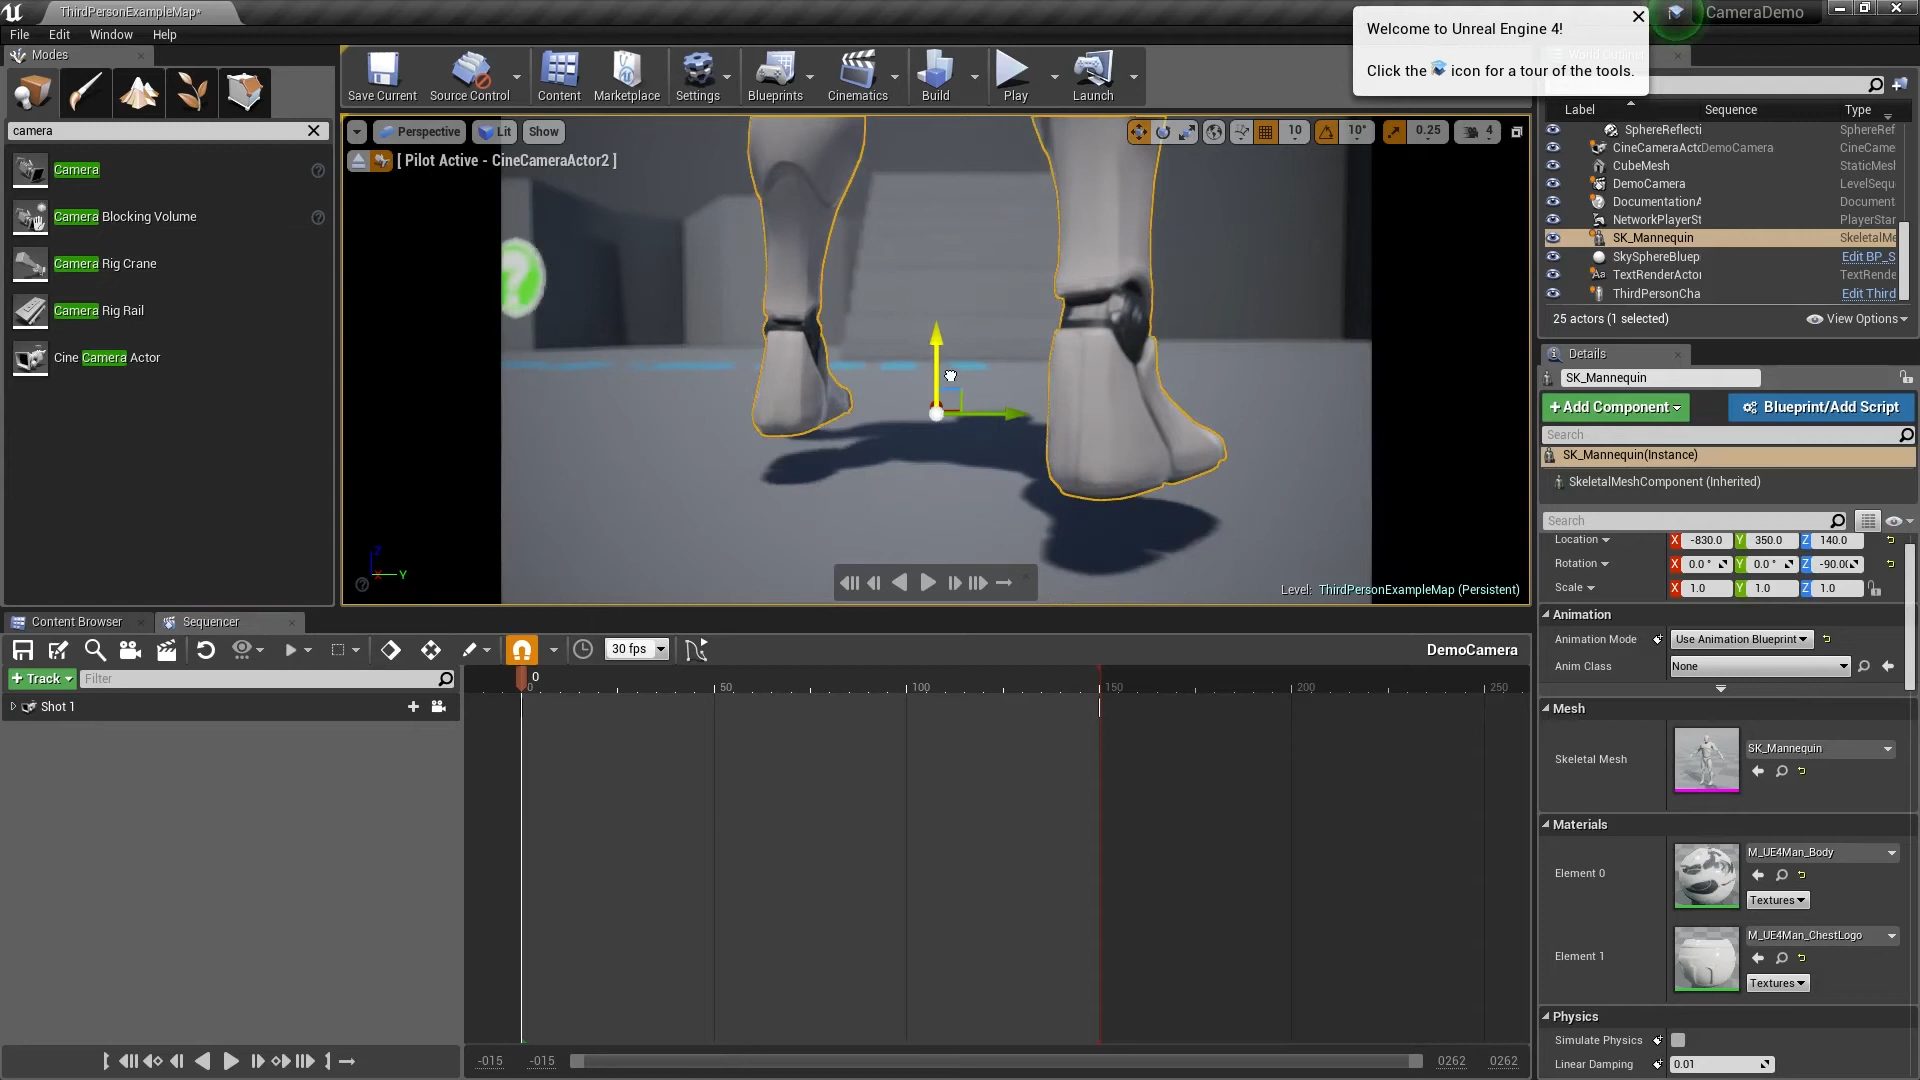 ThirdPersonExampleMap*
CameraDemo
File Edit Window Help
Welcome to Unreal Engine 4!
Click the icon for a tour of the tools.
Modes
camera
Camera
Camera Blocking Volume
Camera Rig Crane
Camera Rig Rail
Cine Camera Actor
Save Current
Source Control
Content
Marketplace
Settings
Blueprints
Cinematics
Build
Play
Launch
Perspective
Lit
Show
10
10°
0.25
4
[ Pilot Active - CineCameraActor2 ]
Z
Y
Level: ThirdPersonExampleMap (Persistent)
Label Sequence Type
SphereReflecti SphereRef
CineCameraActo DemoCamera CineCame
CubeMesh StaticMesl
DemoCamera LevelSequ
DocumentationA Document
NetworkPlayerSt PlayerStar
SK_Mannequin SkeletalMe
SkySphereBluep Edit BP_S
TextRenderActor TextRende
ThirdPersonCha Edit Third
25 actors (1 selected)
View Options
Details
SK_Mannequin
+ Add Component
Blueprint/Add Script
Search
SK_Mannequin(Instance)
SkeletalMeshComponent (Inherited)
Search
Location X -830.0 Y 350.0 Z 140.0
Rotation X 0.0 ° Y 0.0 ° Z -90.0(
Scale X 1.0 Y 1.0 Z 1.0
Animation
Animation Mode Use Animation Blueprint
Anim Class None
Mesh
Skeletal Mesh
SK_Mannequin
Materials
Element 0
M_UE4Man_Body
Textures
Element 1
M_UE4Man_ChestLogo
Textures
Physics
Simulate Physics
Linear Damping 0.01
Content Browser
Sequencer
30 fps
DemoCamera
+ Track
Filter
0
0 50 100 150 200 250
Shot 1
-015 -015 0262 0262